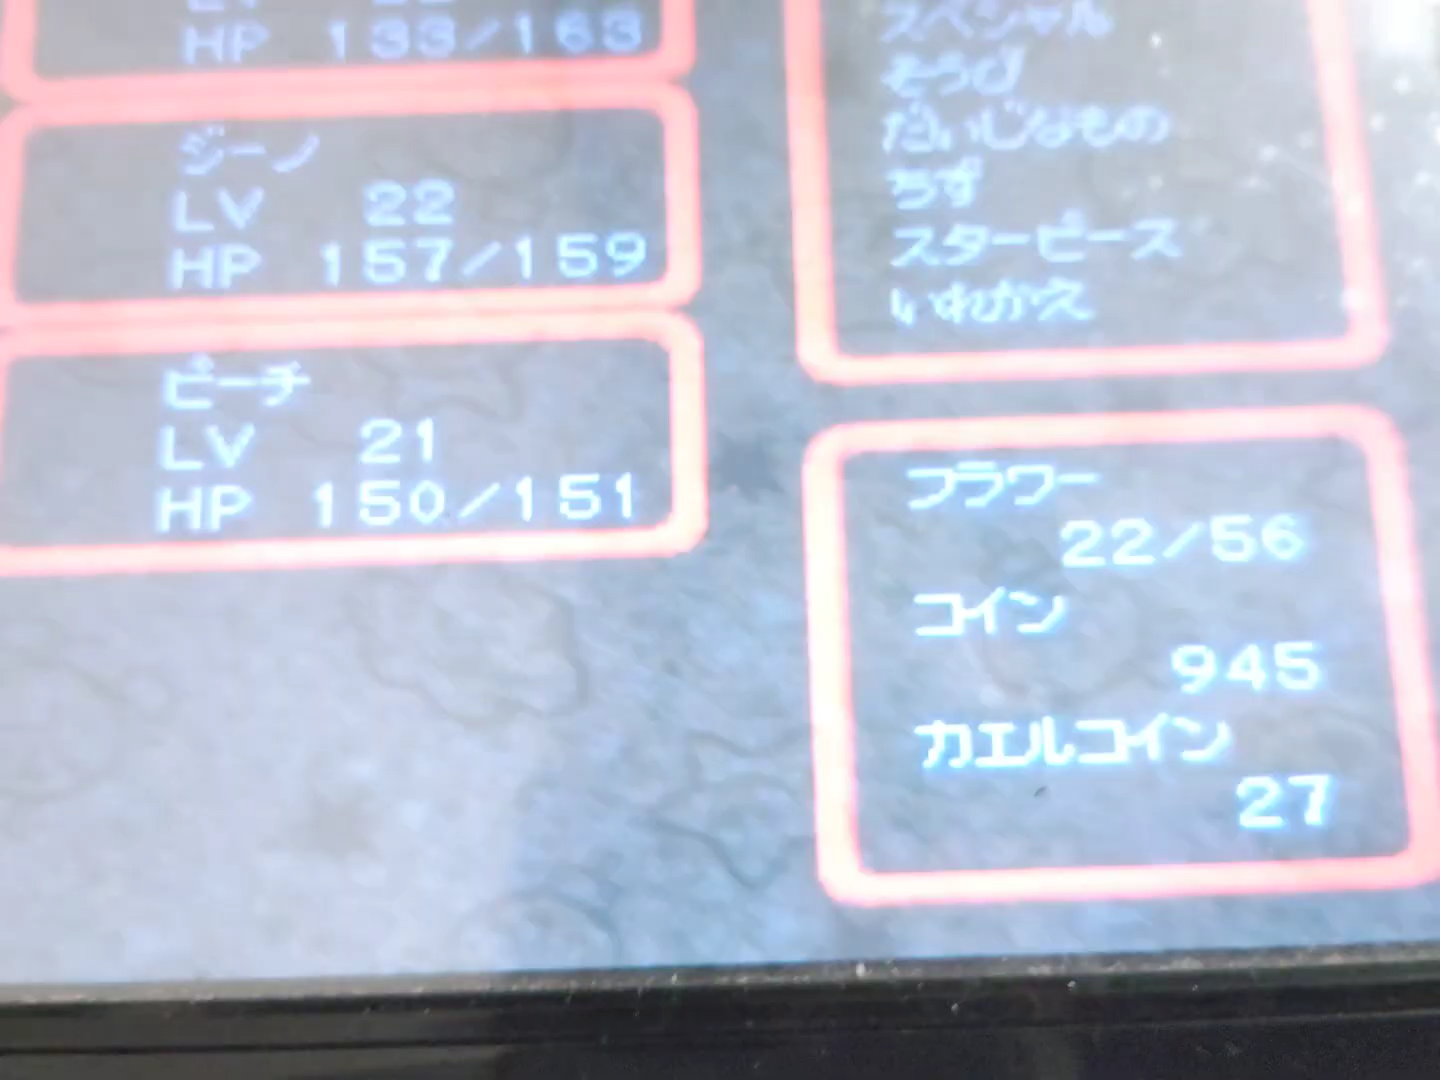 HP 133/163
ジーノ
LV 22
HP 157/159
ピーチ
LV 21
HP 150/151
スペシャル
そうび
だいじなもの
ちず
スターピース
いれかえ
フラワー
22/56
コイン
945
カエルコイン
27